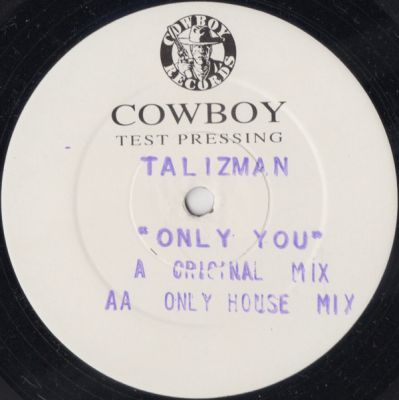 COWBOY RECORDS
COWBOY
TEST PRESSING
TALIZMAN
"ONLY YOU"
A ORIGINAL MIX
AA ONLY HOUSE MIX